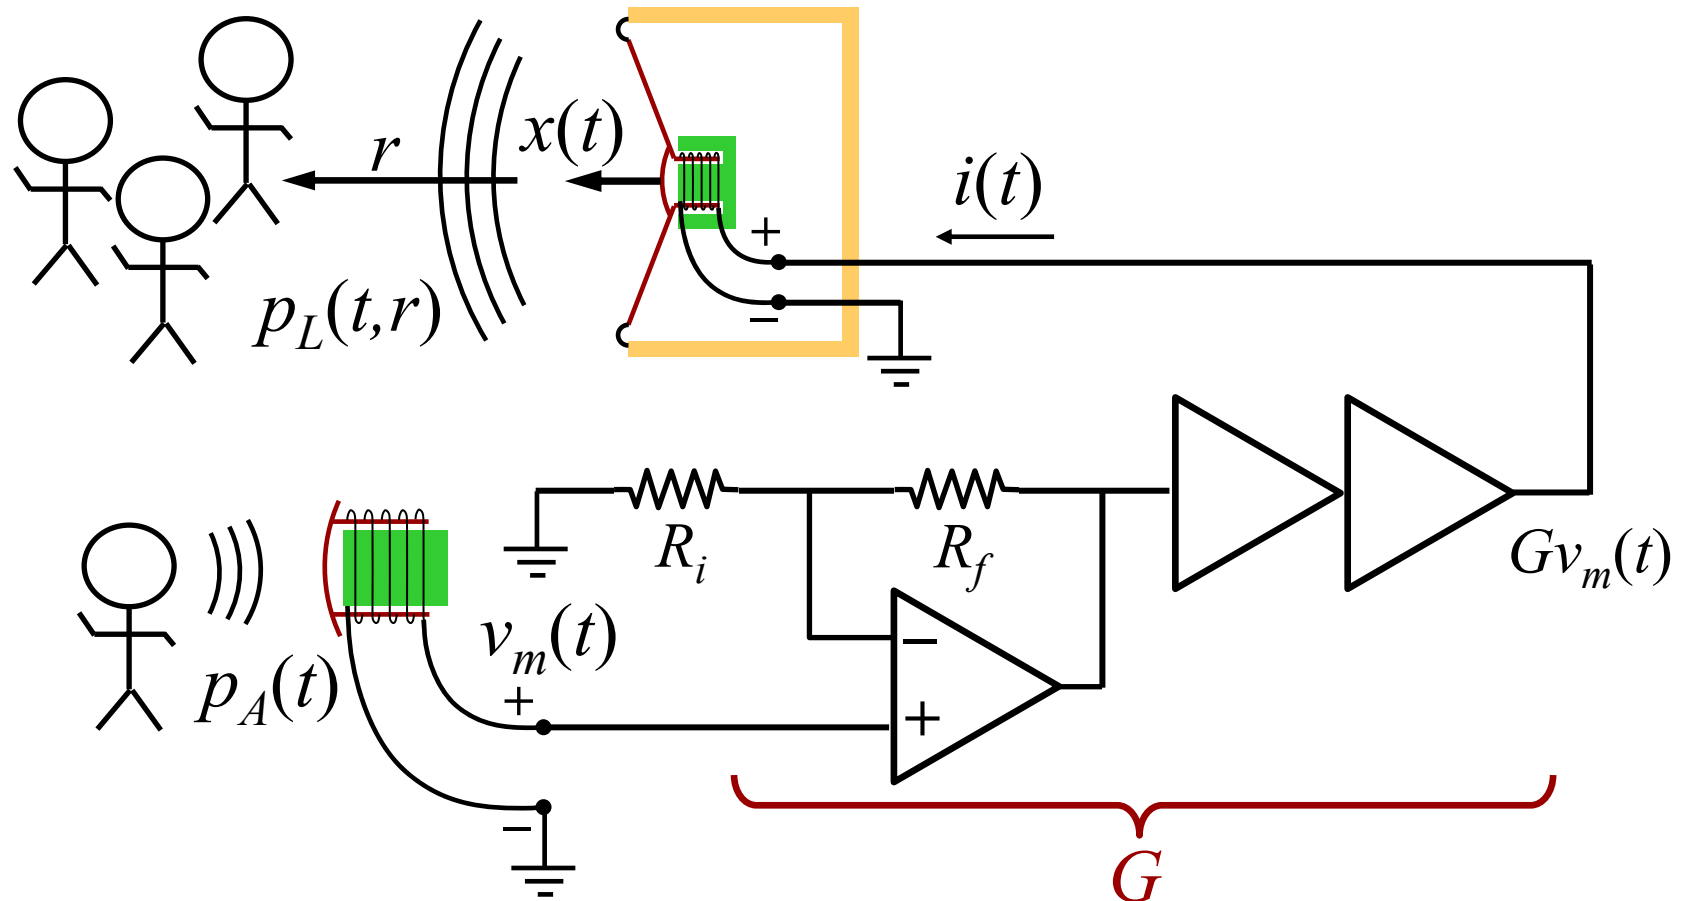 r
x(t)
i(t)
+
p_L(t,r)
−
R_i
R_f
Gv_m(t)
v_m(t)
−
p_A(t)
+
+
−
G